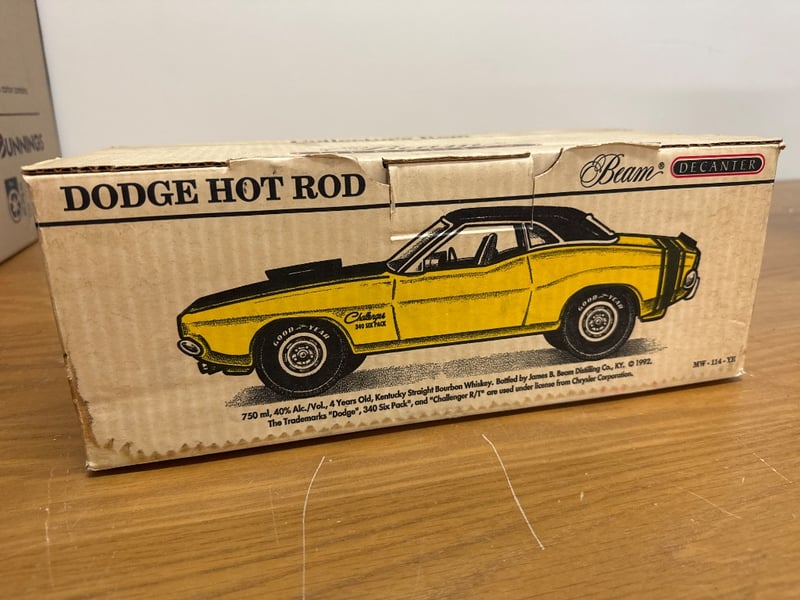 BUNNINGS
DODGE HOT ROD
Beam® DECANTER
Challenger
340 SIX PACK
GOOD YEAR
GOOD YEAR
750 ml, 40% Alc./Vol., 4 Years Old, Kentucky Straight Bourbon Whiskey. Bottled by James B. Beam Distilling Co., KY. © 1992.
The Trademarks "Dodge", 340 Six Pack", and "Challenger R/T" are used under license from Chrysler Corporation.
MW-114-YE